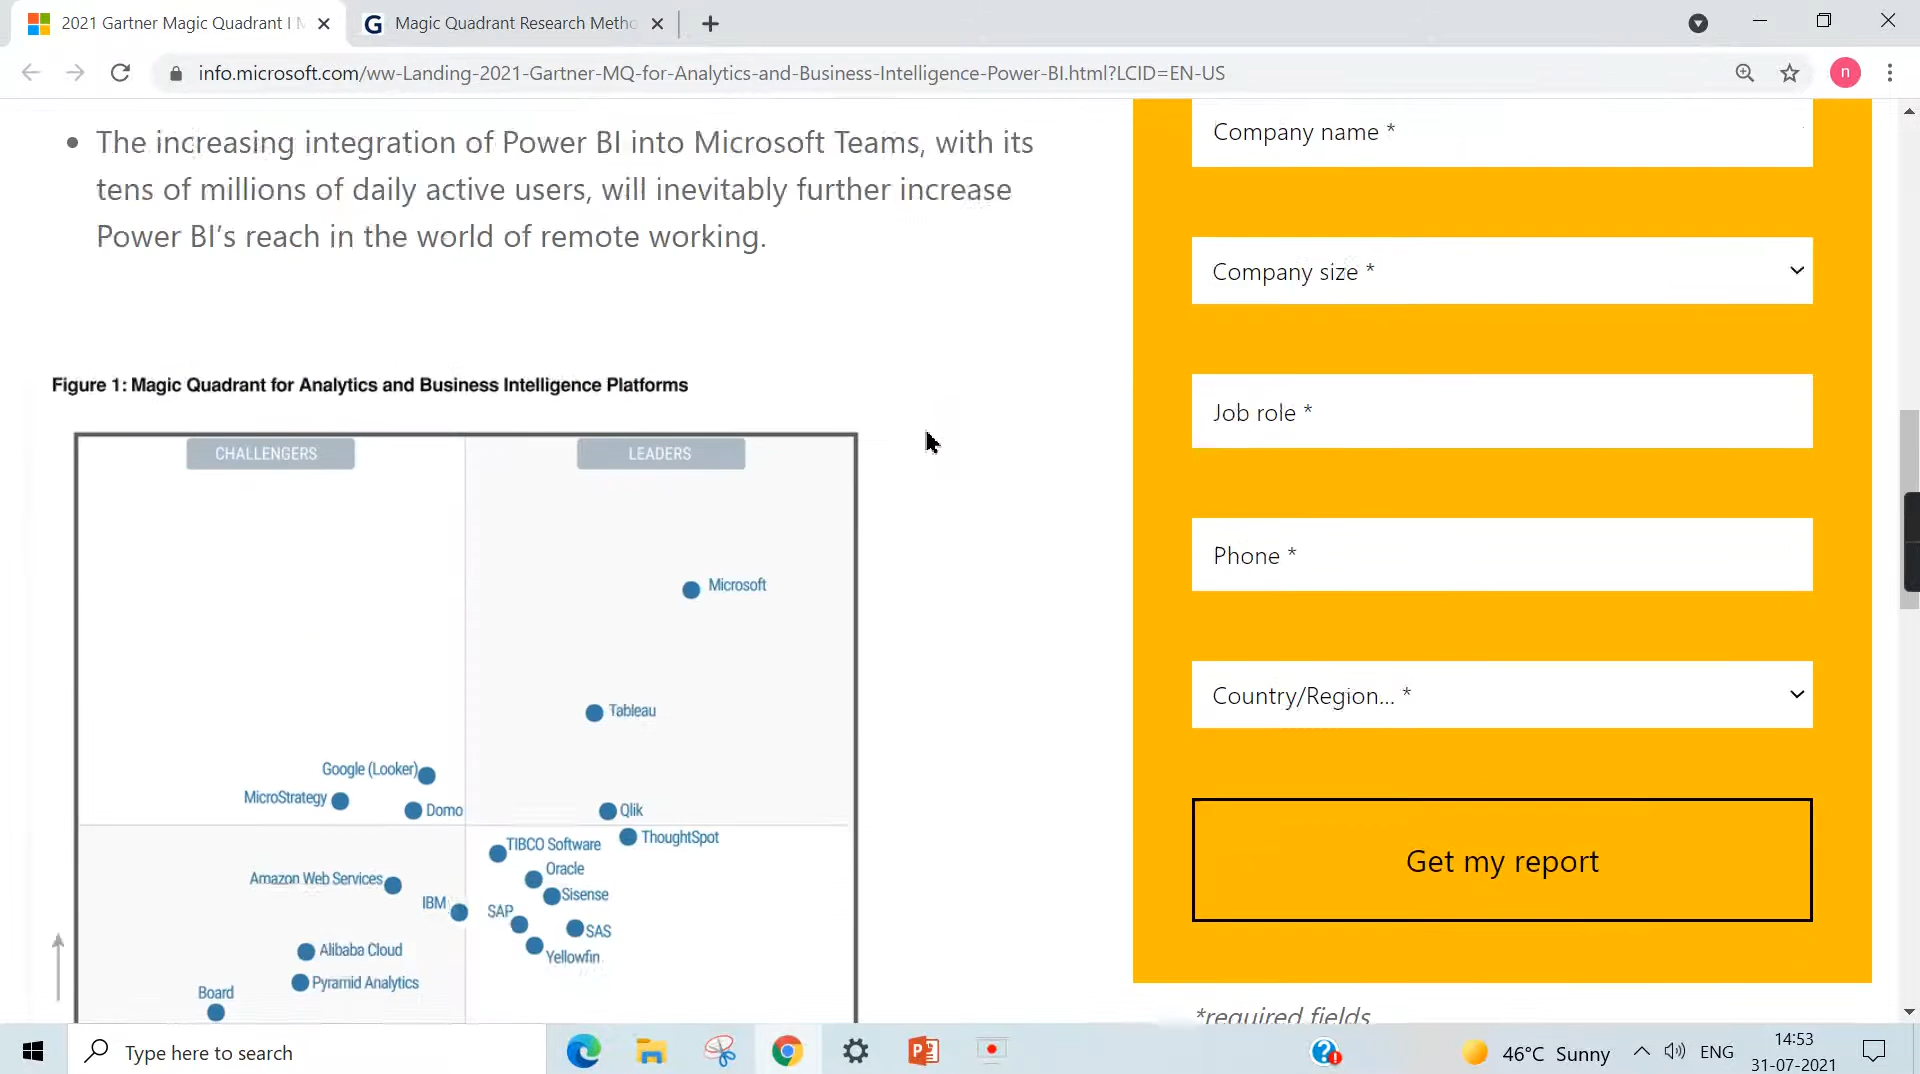 2021 Gartner Magic Quadrant I M
Magic Quadrant Research Metho
info.microsoft.com/ww-Landing-2021-Gartner-MQ-for-Analytics-and-Business-Intelligence-Power-BI.html?LCID=EN-US
n
• The increasing integration of Power BI into Microsoft Teams, with its
tens of millions of daily active users, will inevitably further increase
Power BI’s reach in the world of remote working.
Figure 1: Magic Quadrant for Analytics and Business Intelligence Platforms
CHALLENGERS
LEADERS
Microsoft
Tableau
Google (Looker)
MicroStrategy
Domo
Qlik
ThoughtSpot
TIBCO Software
Oracle
Amazon Web Services
Sisense
IBM
SAP
SAS
Yellowfin
Alibaba Cloud
Pyramid Analytics
Board
Company name *
Company size *
Job role *
Phone *
Country/Region... *
Get my report
*required fields
Type here to search
46°C Sunny
ENG
14:53
31-07-2021